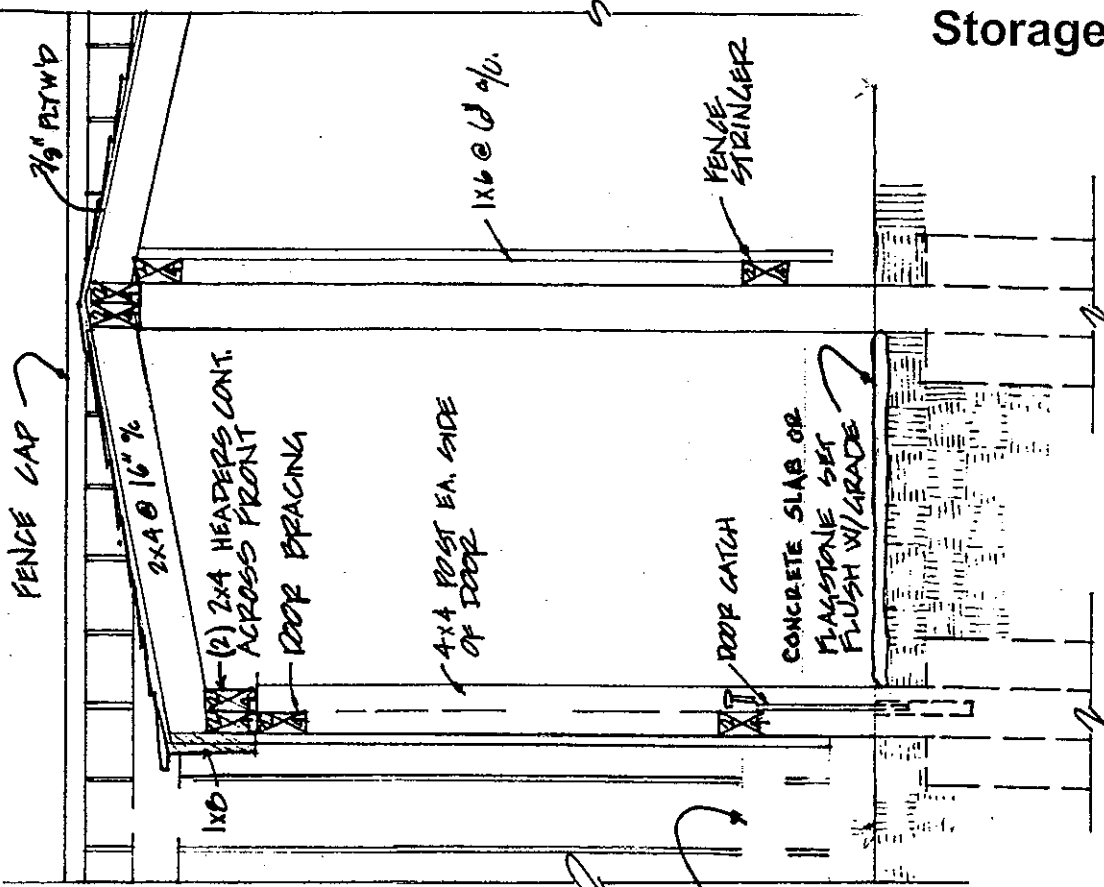 Storage
FENCE CAP
3/8" PLYW'D
2x4 @ 16" %
(2) 2x4 HEADERS CONT.
ACROSS FRONT
DOOR BRACING
1x8
1x6 @ 6' o/o.
4x4 POST EA. SIDE
OF DOOR
FENCE
STRINGER
DOOR CATCH
CONCRETE SLAB OR
FLAGSTONE SET
FLUSH W/GRADE